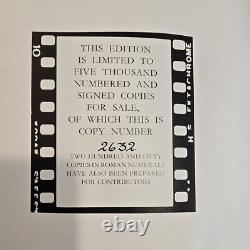 THIS EDITION
IS LIMITED TO
FIVE THOUSAND
NUMBERED AND
SIGNED COPIES
FOR SALE,
OF WHICH THIS IS
COPY NUMBER
2632
TWO HUNDRED AND FIFTY
COPIES IN ROMAN NUMERALS
HAVE ALSO BEEN PREPARED
FOR CONTRIBUTORS
10
EKTACHROME
KODAK